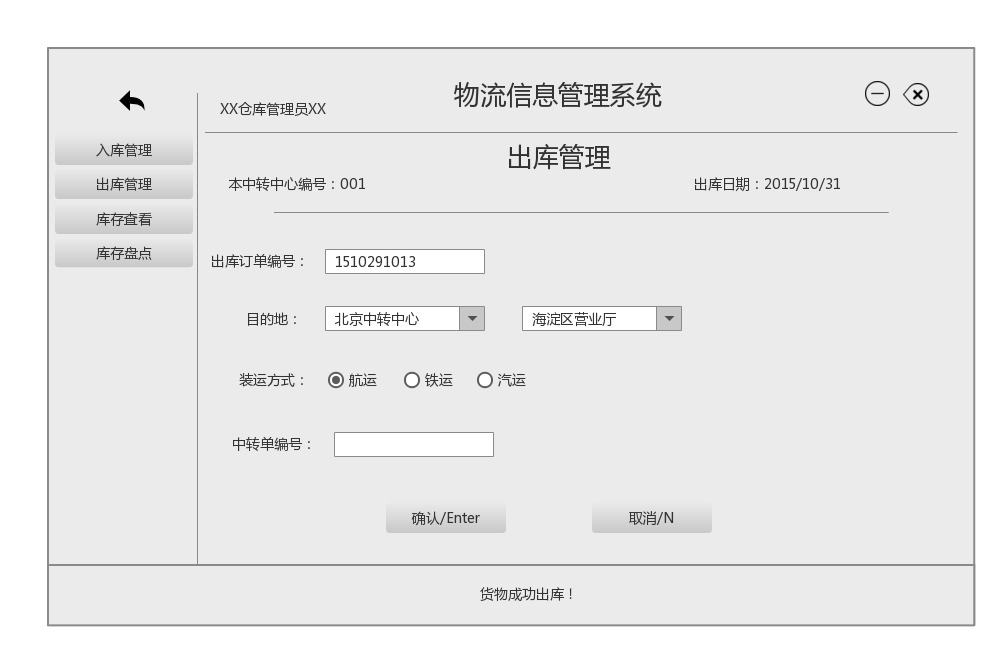 物流信息管理系统
XX仓库管理员XX
入库管理
出库管理
库存查看
库存盘点
出库管理
本中转中心编号：001
出库日期：2015/10/31
出库订单编号： 1510291013
目的地： 北京中转中心 海淀区营业厅
装运方式： 航运 铁运 汽运
中转单编号：
确认/Enter 取消/N
货物成功出库！